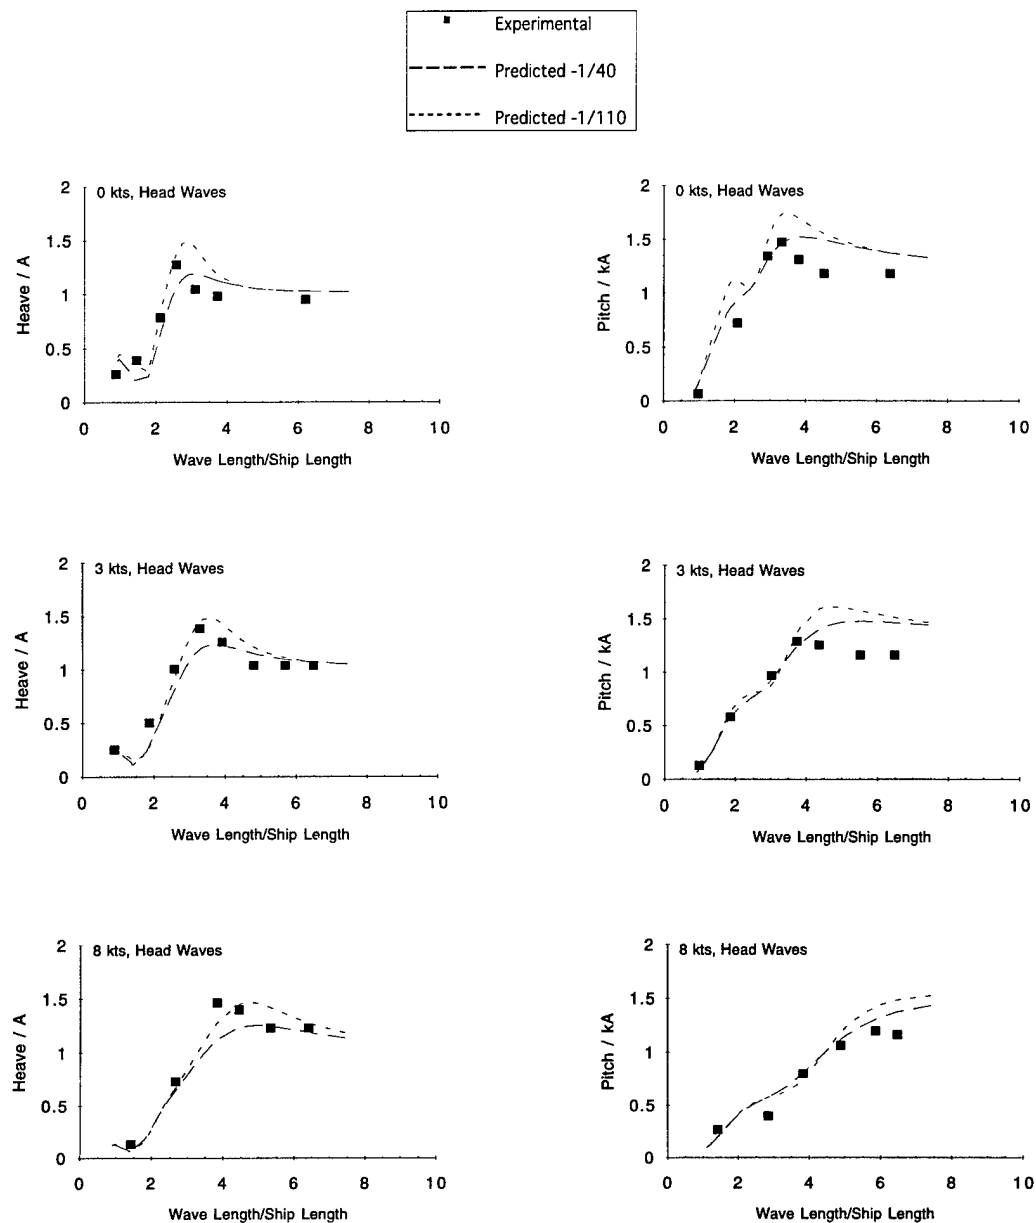 Experimental
Predicted -1/40
Predicted -1/110
0 kts, Head Waves
Heave / A
2
1.5
1
0.5
0
0 2 4 6 8 10
Wave Length/Ship Length
0 kts, Head Waves
Pitch / kA
2
1.5
1
0.5
0
0 2 4 6 8 10
Wave Length/Ship Length
3 kts, Head Waves
Heave / A
2
1.5
1
0.5
0
0 2 4 6 8 10
Wave Length/Ship Length
3 kts, Head Waves
Pitch / kA
2
1.5
1
0.5
0
0 2 4 6 8 10
Wave Length/Ship Length
8 kts, Head Waves
Heave / A
2
1.5
1
0.5
0
0 2 4 6 8 10
Wave Length/Ship Length
8 kts, Head Waves
Pitch / kA
2
1.5
1
0.5
0
0 2 4 6 8 10
Wave Length/Ship Length